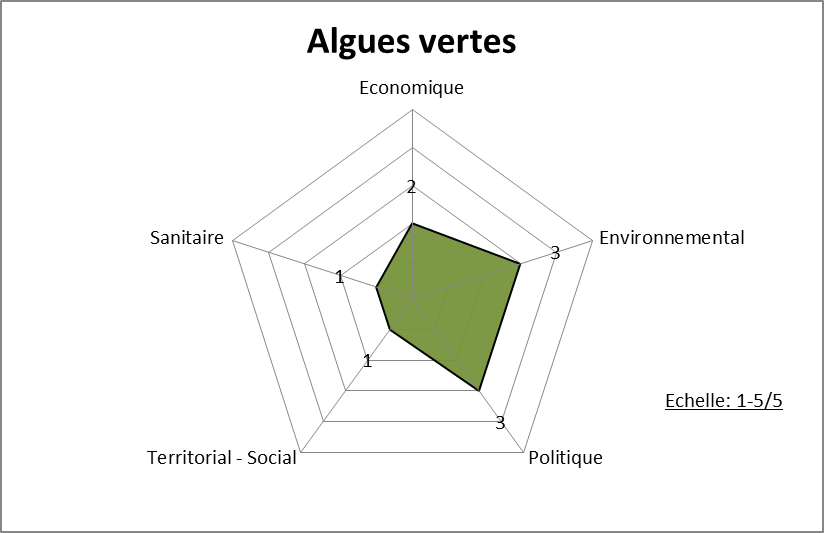 Algues vertes
Economique
2
Sanitaire
Environnemental
3
1
1
Echelle: 1-5/5
3
Territorial - Social
Politique